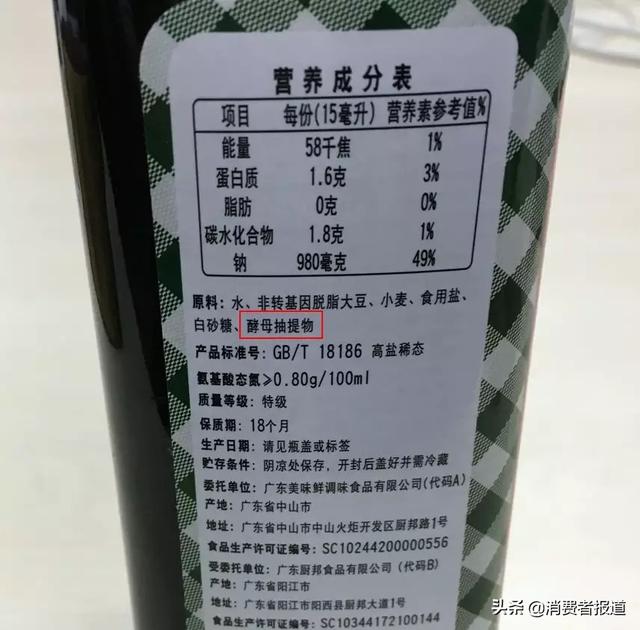 营养成分表
项目 每份(15毫升) 营养素参考值%
能量 58千焦 1%
蛋白质 1.6克 3%
脂肪 0克 0%
碳水化合物 1.8克 1%
钠 980毫克 49%
原料：水、非转基因脱脂大豆、小麦、食用盐、
白砂糖、酵母抽提物
产品标准号：GB/T 18186 高盐稀态
氨基酸态氮≥0.80g/100ml
质量等级：特级
保质期：18个月
生产日期：请见瓶盖或标签
贮存条件：阴凉处保存，开封后盖好并需冷藏
委托单位：广东美味鲜调味食品有限公司(代码A)
产地：广东省中山市
地址：广东省中山市中山火炬开发区厨邦路1号
食品生产许可证编号：SC10244200000556
受委托单位：广东厨邦食品有限公司(代码B)
产地：广东省阳江市
地址：广东省阳江市阳西县厨邦大道1号
食品生产许可证编号：SC10344172100144
头条 @消费者报道